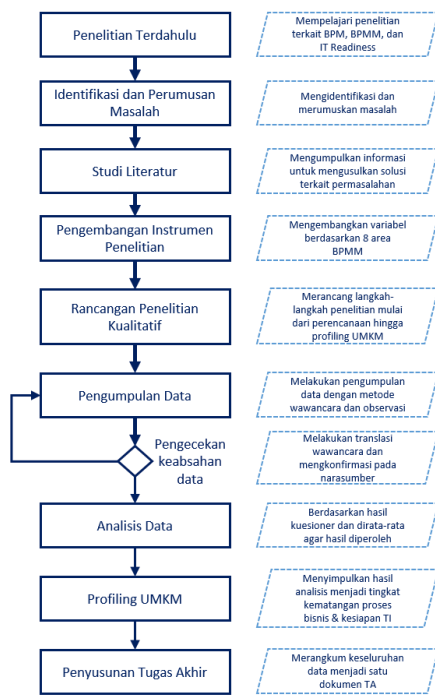 Penelitian Terdahulu
Mempelajari penelitian
terkait BPM, BPMM, dan
IT Readiness
Identifikasi dan Perumusan
Masalah
Mengidentifikasi dan
merumuskan masalah
Studi Literatur
Mengumpulkan informasi
untuk mengusulkan solusi
terkait permasalahan
Pengembangan Instrumen
Penelitian
Mengembangkan variabel
berdasarkan 8 area
BPMM
Rancangan Penelitian
Kualitatif
Merancang langkah-
langkah penelitian mulai
dari perencanaan hingga
profiling UMKM
Pengumpulan Data
Melakukan pengumpulan
data dengan metode
wawancara dan observasi
Pengecekan
keabsahan
data
Melakukan translasi
wawancara dan
mengkonfirmasi pada
narasumber
Analisis Data
Berdasarkan hasil
kuesioner dan dirata-rata
agar hasil diperoleh
Profiling UMKM
Menyimpulkan hasil
analisis menjadi tingkat
kematangan proses
bisnis & kesiapan TI
Penyusunan Tugas Akhir
Merangkum keseluruhan
data menjadi satu
dokumen TA